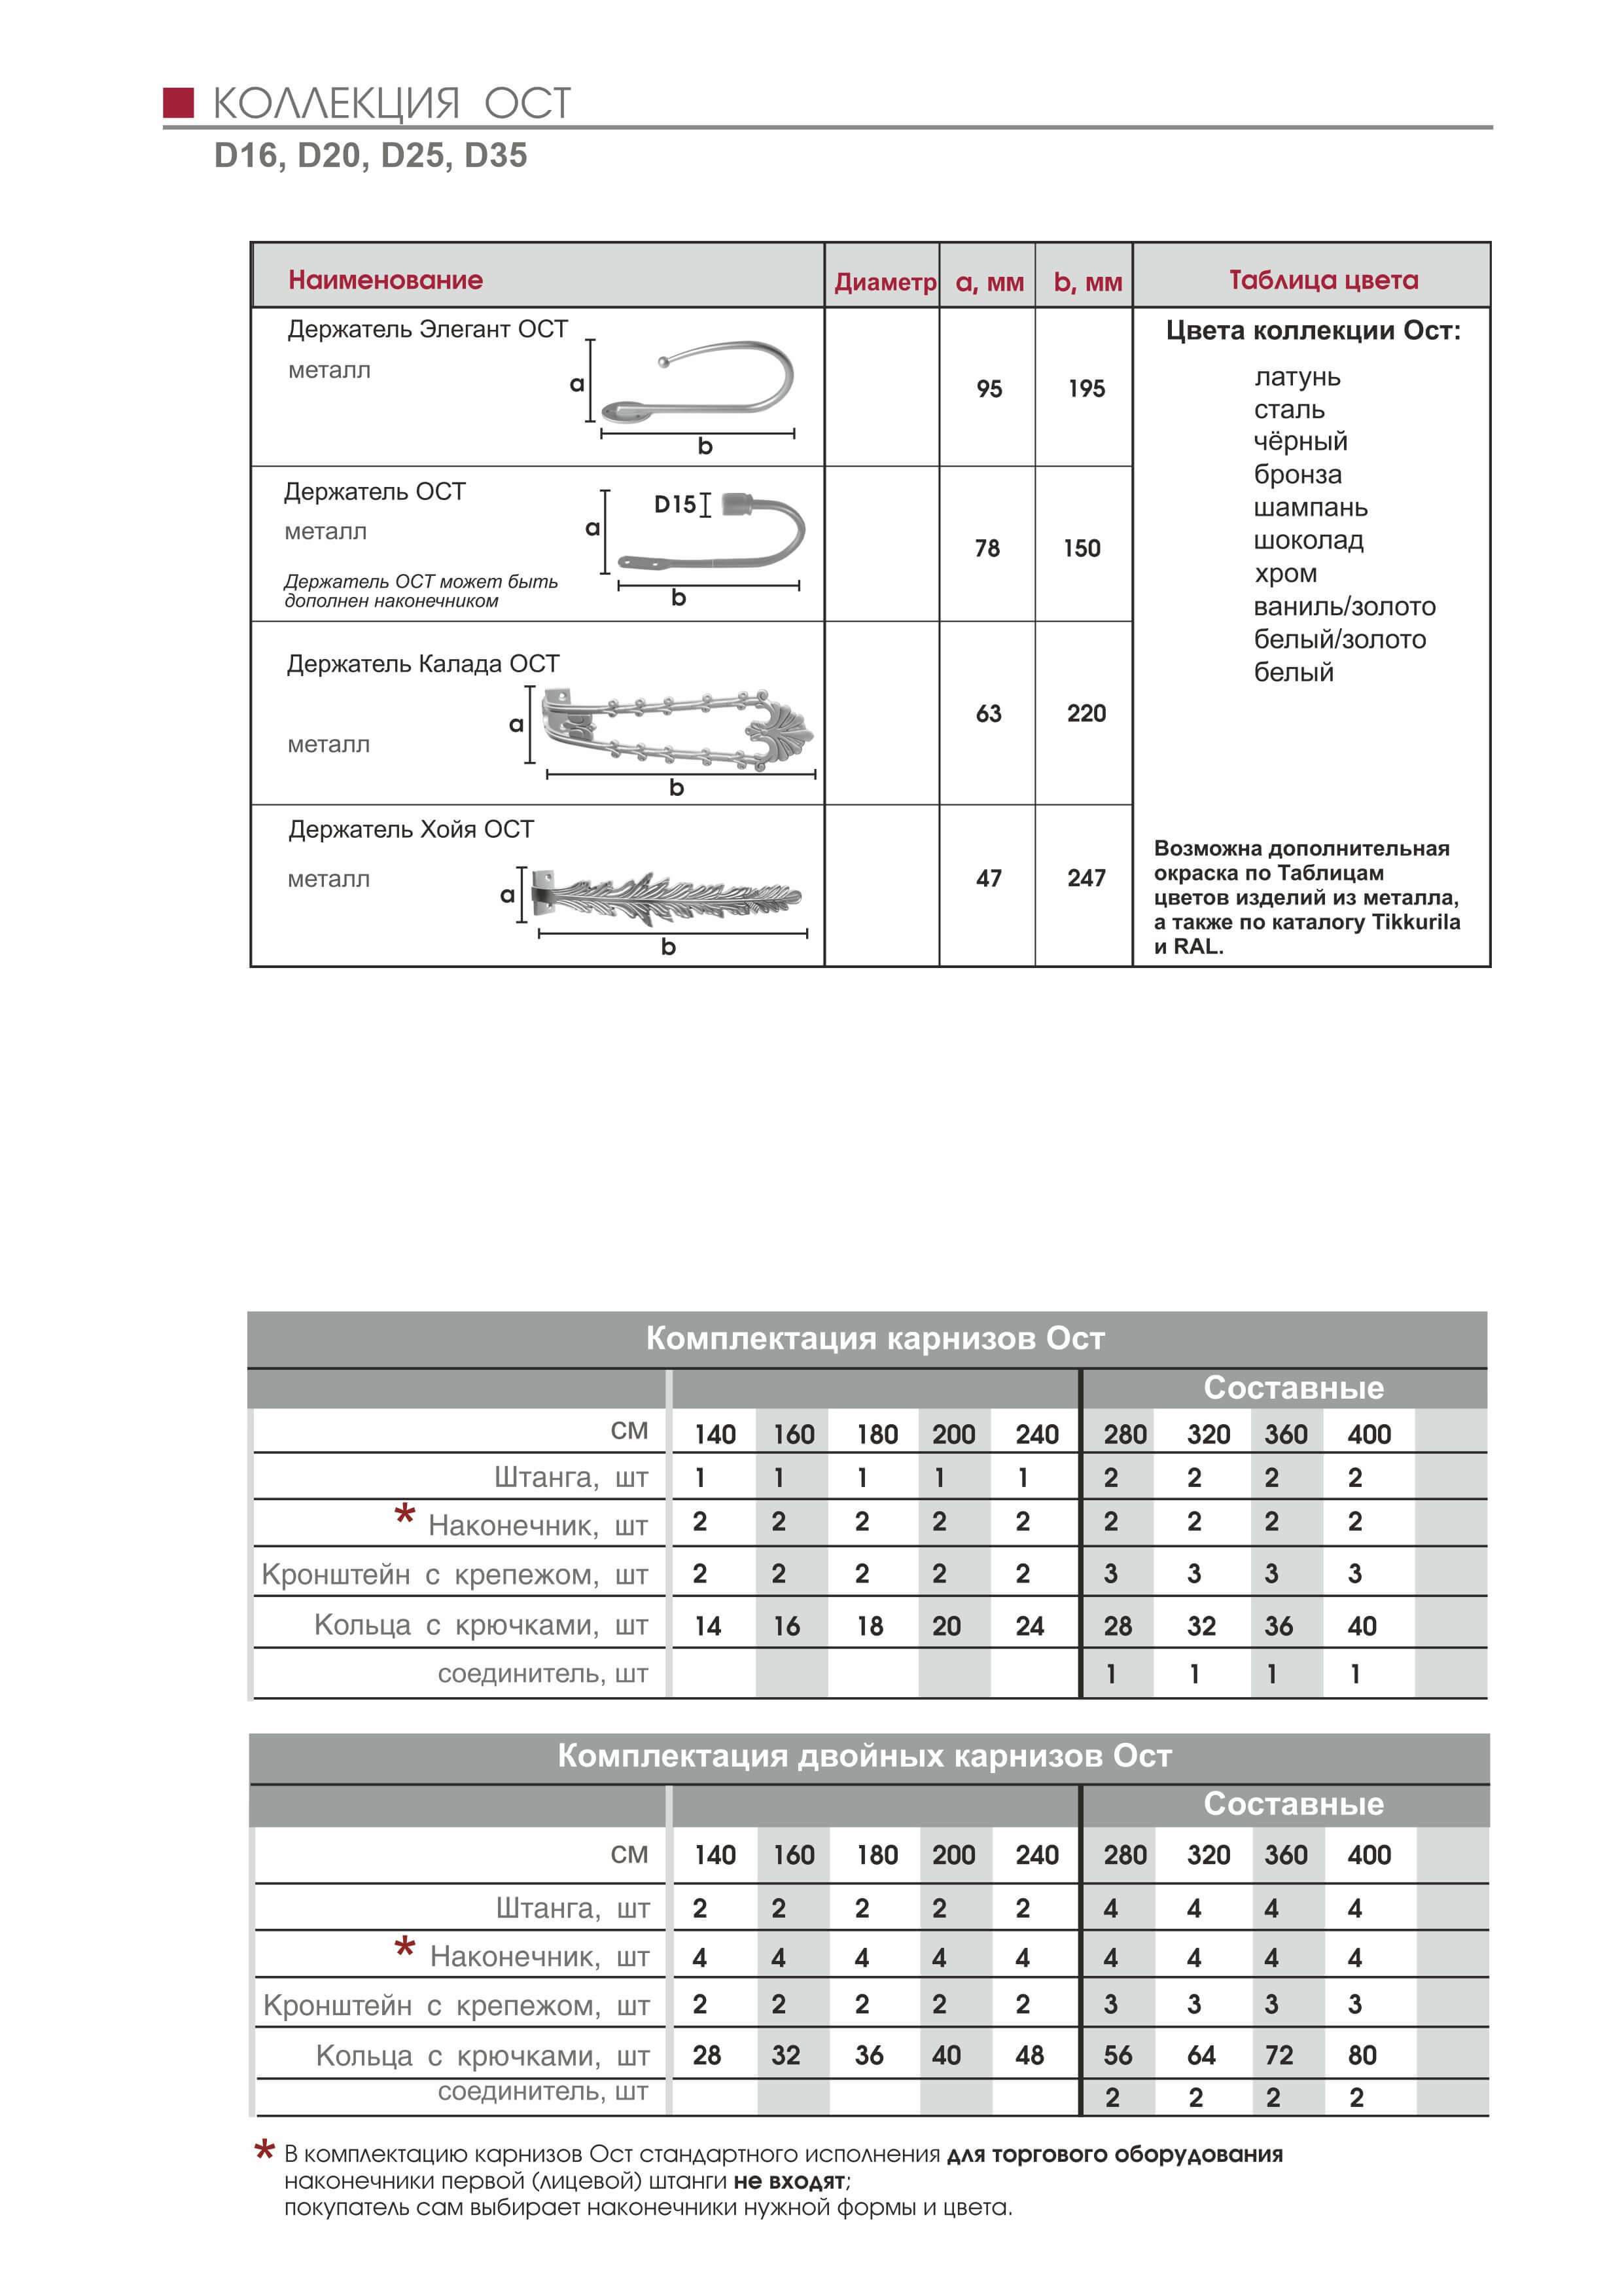 КОЛЛЕКЦИЯ ОСТ
D16, D20, D25, D35
Наименование Диаметр a, мм b, мм Таблица цвета
Держатель Элегант ОСТ
металл
a
b
95 195
Держатель ОСТ
металл
D15
a
b
Держатель ОСТ может быть
дополнен наконечником
78 150
Держатель Калада ОСТ
металл
a
b
63 220
Держатель Хойя ОСТ
металл
a
b
47 247
Цвета коллекции Ост:
латунь
сталь
чёрный
бронза
шампань
шоколад
хром
ваниль/золото
белый/золото
белый
Возможна дополнительная
окраска по Таблицам
цветов изделий из металла,
а также по каталогу Tikkurila
и RAL.
Комплектация карнизов Ост
Составные
см 140 160 180 200 240 280 320 360 400
Штанга, шт 1 1 1 1 1 2 2 2 2
* Наконечник, шт 2 2 2 2 2 2 2 2 2
Кронштейн с крепежом, шт 2 2 2 2 2 3 3 3 3
Кольца с крючками, шт 14 16 18 20 24 28 32 36 40
соединитель, шт 1 1 1 1
Комплектация двойных карнизов Ост
Составные
см 140 160 180 200 240 280 320 360 400
Штанга, шт 2 2 2 2 2 4 4 4 4
* Наконечник, шт 4 4 4 4 4 4 4 4 4
Кронштейн с крепежом, шт 2 2 2 2 2 3 3 3 3
Кольца с крючками, шт 28 32 36 40 48 56 64 72 80
соединитель, шт 2 2 2 2
* В комплектацию карнизов Ост стандартного исполнения для торгового оборудования
наконечники первой (лицевой) штанги не входят;
покупатель сам выбирает наконечники нужной формы и цвета.